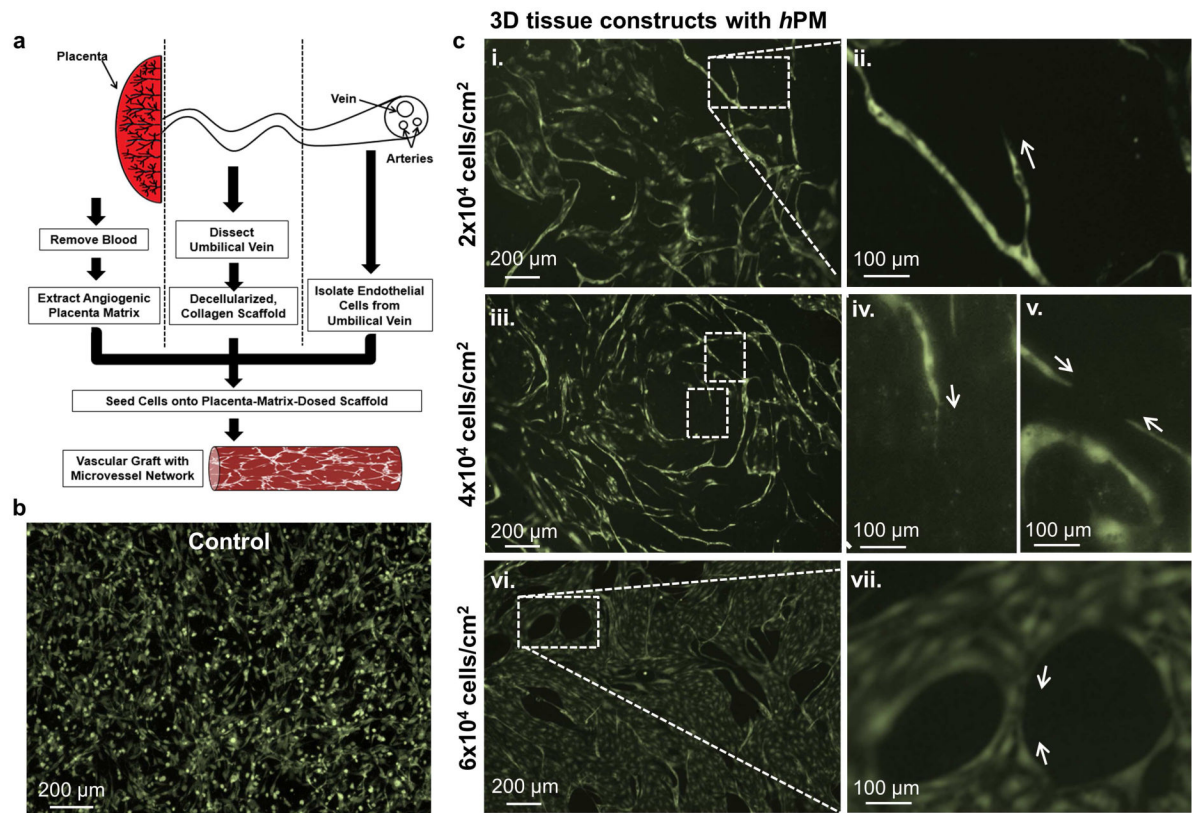 3D tissue constructs with hPM
a
Placenta
Vein
Arteries
Remove Blood
Dissect
Umbilical Vein
Extract Angiogenic
Placenta Matrix
Decellularized,
Collagen Scaffold
Isolate Endothelial
Cells from
Umbilical Vein
Seed Cells onto Placenta-Matrix-Dosed Scaffold
Vascular Graft with
Microvessel Network
b
Control
200 µm
c
2x10⁴ cells/cm²
i.
200 µm
ii.
100 µm
4x10⁴ cells/cm²
iii.
200 µm
iv.
100 µm
v.
100 µm
6x10⁴ cells/cm²
vi.
200 µm
vii.
100 µm